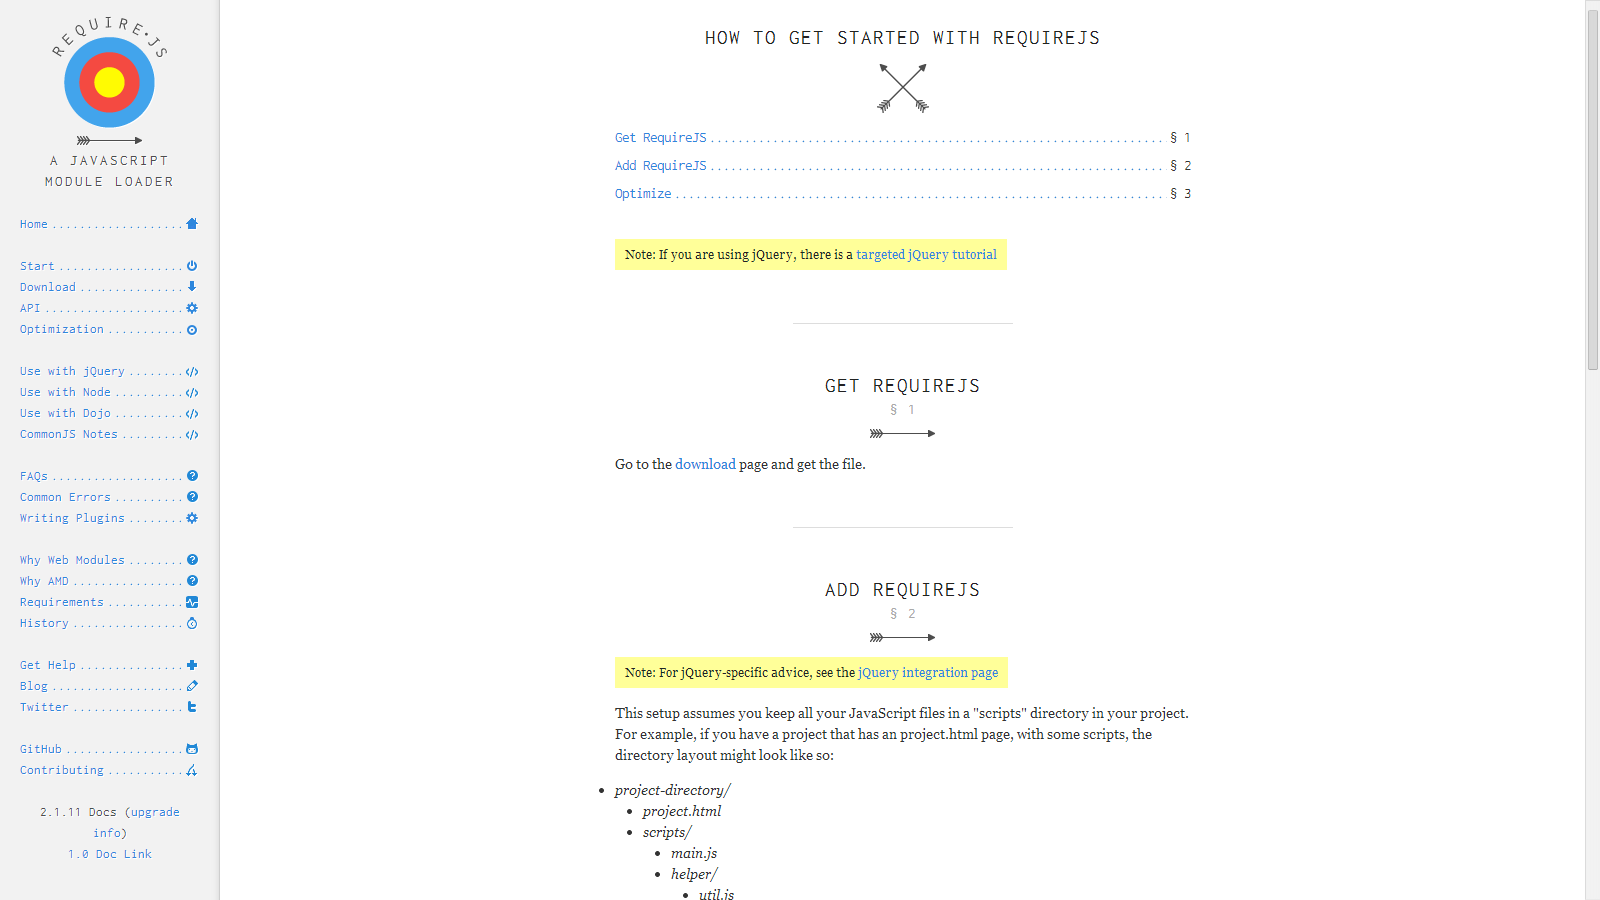 REQUIRE·JS
A JAVASCRIPT
MODULE LOADER
Home
Start
Download
API
Optimization
Use with jQuery
Use with Node
Use with Dojo
CommonJS Notes
FAQs
Common Errors
Writing Plugins
Why Web Modules
Why AMD
Requirements
History
Get Help
Blog
Twitter
GitHub
Contributing
2.1.11 Docs (upgrade
info)
1.0 Doc Link
HOW TO GET STARTED WITH REQUIREJS
Get RequireJS § 1
Add RequireJS § 2
Optimize § 3
Note: If you are using jQuery, there is a targeted jQuery tutorial
GET REQUIREJS
§ 1
Go to the download page and get the file.
ADD REQUIREJS
§ 2
Note: For jQuery-specific advice, see the jQuery integration page
This setup assumes you keep all your JavaScript files in a "scripts" directory in your project.
For example, if you have a project that has an project.html page, with some scripts, the
directory layout might look like so:
• project-directory/
• project.html
• scripts/
• main.js
• helper/
• util.js